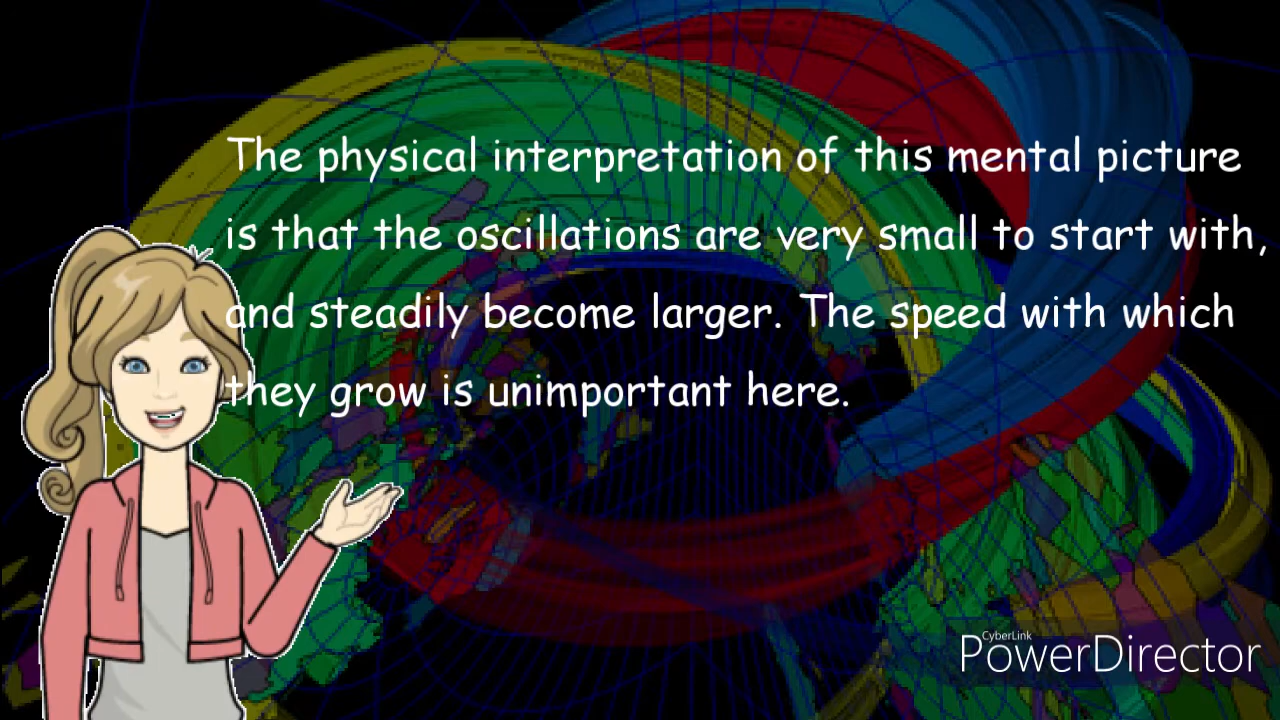 The physical interpretation of this mental picture
is that the oscillations are very small to start with,
and steadily become larger. The speed with which
they grow is unimportant here.
CyberLink
PowerDirector